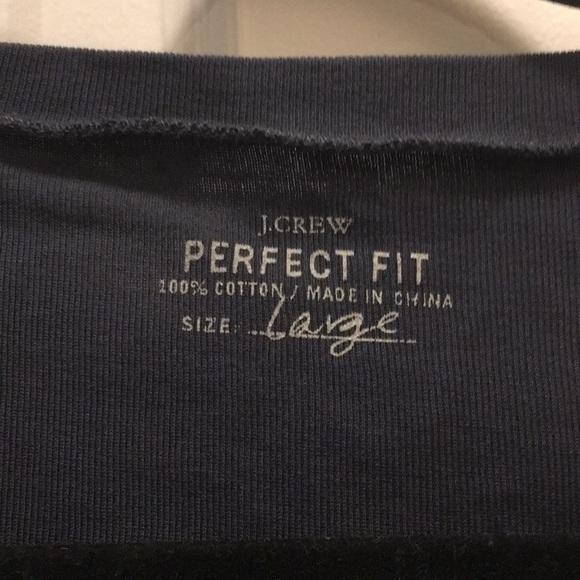 J.CREW
PERFECT FIT
100% COTTON / MADE IN CHINA
SIZE: Large